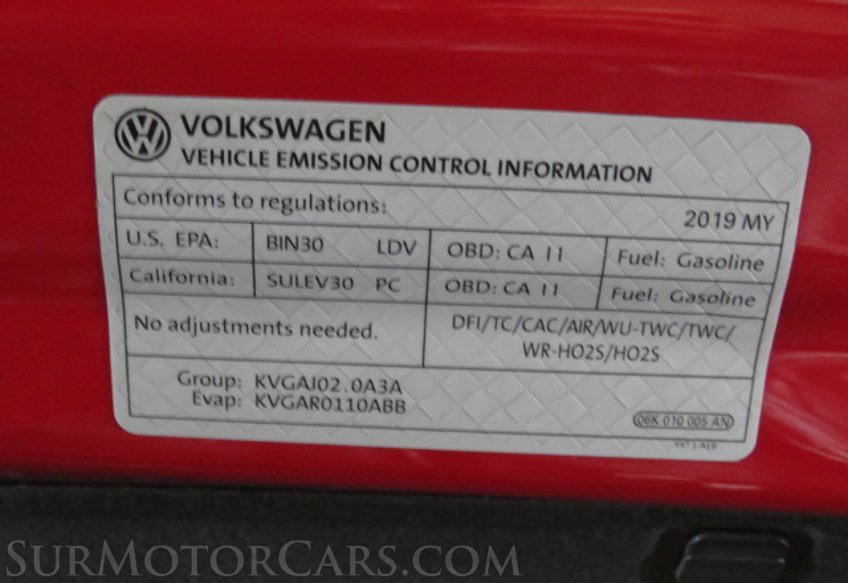 VOLKSWAGEN
VEHICLE EMISSION CONTROL INFORMATION
Conforms to regulations: 2019 MY
U.S. EPA: BIN30 LDV OBD: CA II Fuel: Gasoline
California: SULEV30 PC OBD: CA II Fuel: Gasoline
No adjustments needed.
DFI/TC/CAC/AIR/WU-TWC/TWC/
WR-HO2S/HO2S
Group: KVGAJ02.0A3A
Evap: KVGAR0110ABB
06K 010 005 AN
SURMOTORCARS.COM